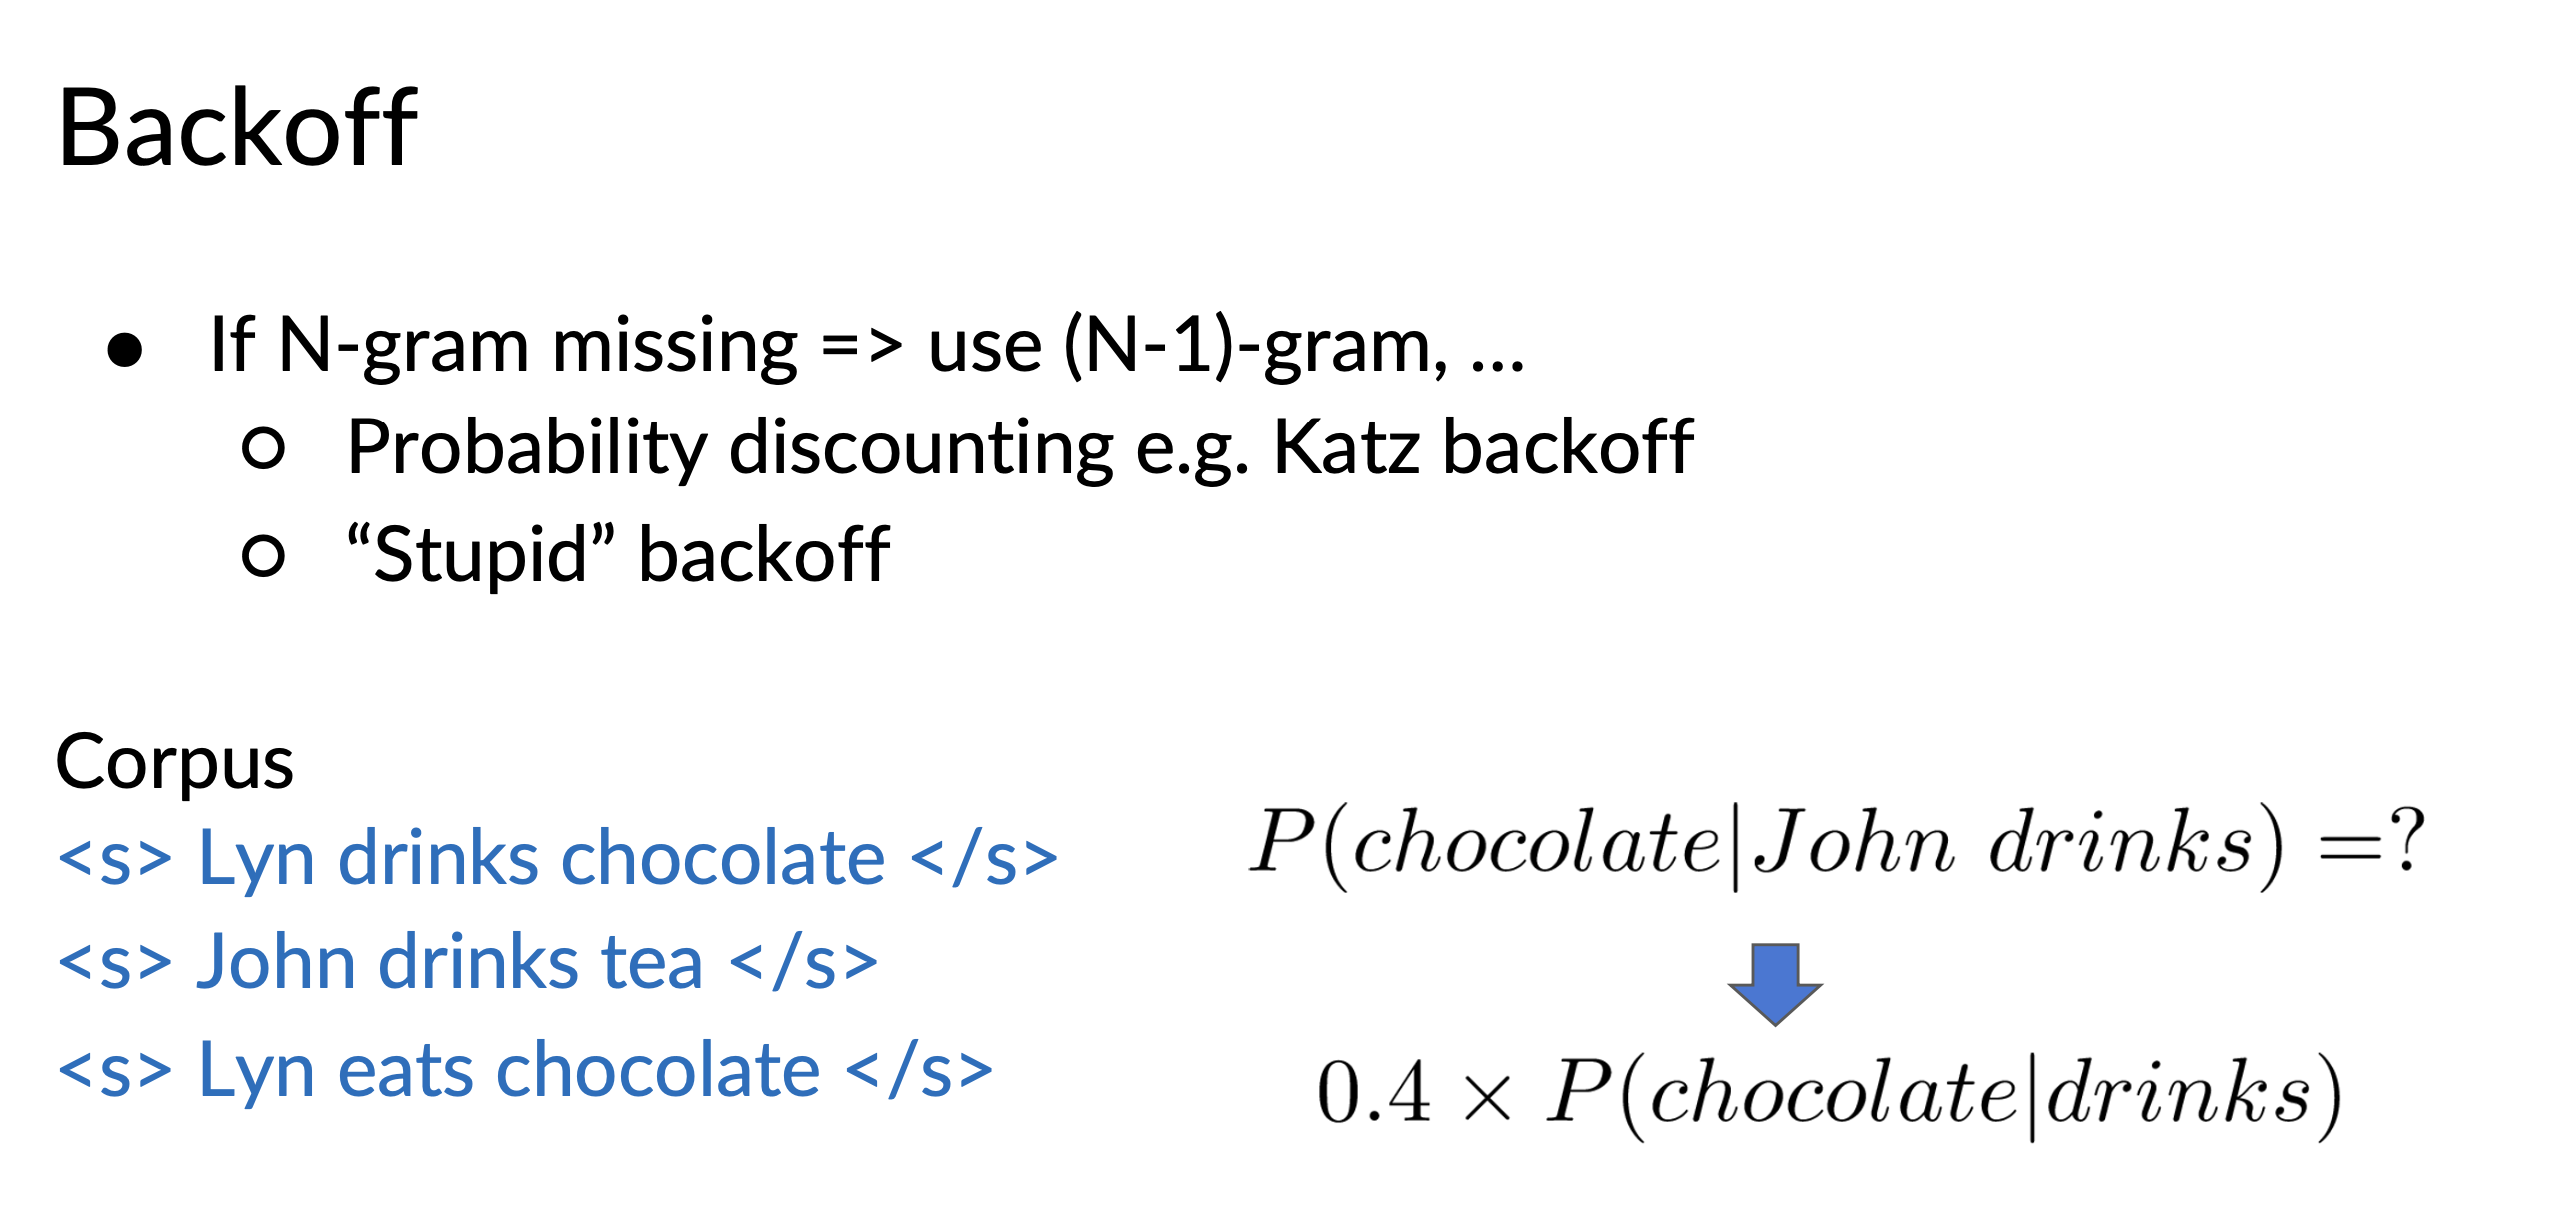 Backoff
● If N-gram missing => use (N-1)-gram, ...
○ Probability discounting e.g. Katz backoff
○ “Stupid” backoff
Corpus
<s> Lyn drinks chocolate </s>
<s> John drinks tea </s>
<s> Lyn eats chocolate </s>
P(chocolate|John drinks) =?
0.4 × P(chocolate|drinks)